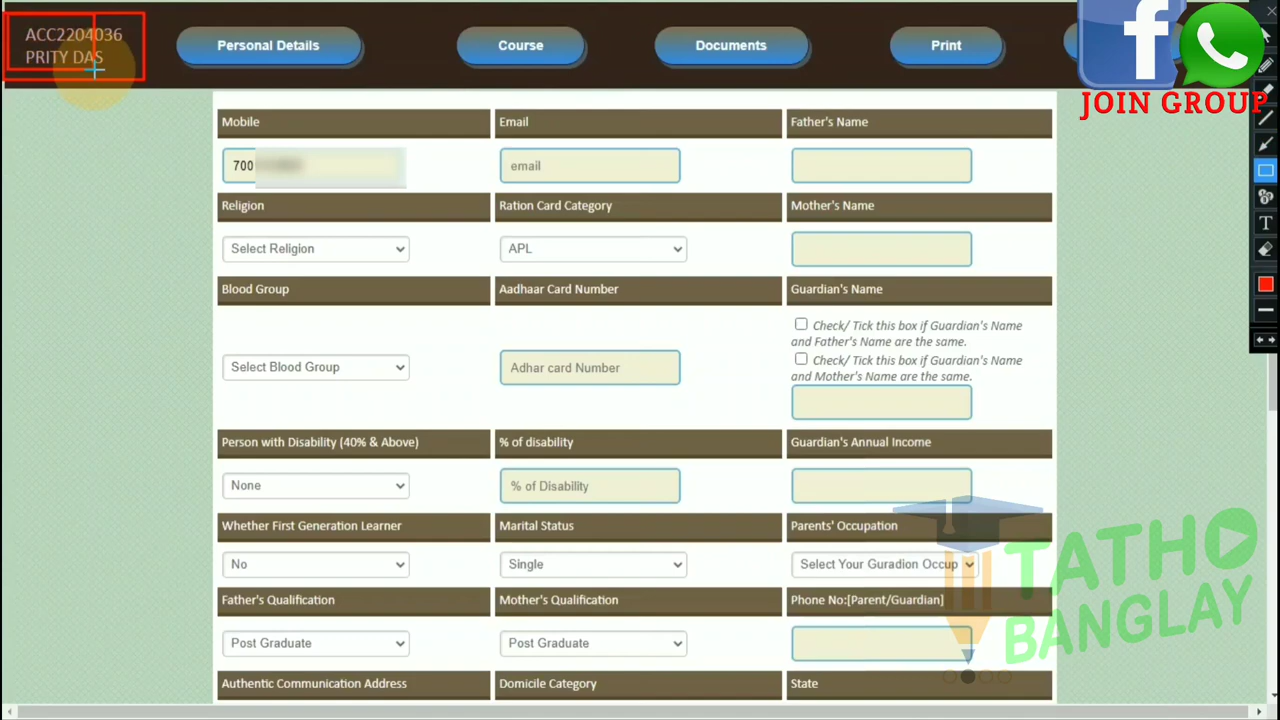 ACC2204036
PRITY DAS
Personal Details
Course
Documents
Print
JOIN GROUP
Mobile
Email
Father's Name
700
email
Religion
Ration Card Category
Mother's Name
Select Religion
APL
Blood Group
Aadhaar Card Number
Guardian's Name
Check/ Tick this box if Guardian's Name
and Father's Name are the same.
Check/ Tick this box if Guardian's Name
and Mother's Name are the same.
Select Blood Group
Adhar card Number
Person with Disability (40% & Above)
% of disability
Guardian's Annual Income
None
% of Disability
Whether First Generation Learner
Marital Status
Parents' Occupation
No
Single
Select Your Guradion Occup
Father's Qualification
Mother's Qualification
Phone No:[Parent/Guardian]
Post Graduate
Post Graduate
TATHO
BANGLAY
Authentic Communication Address
Domicile Category
State